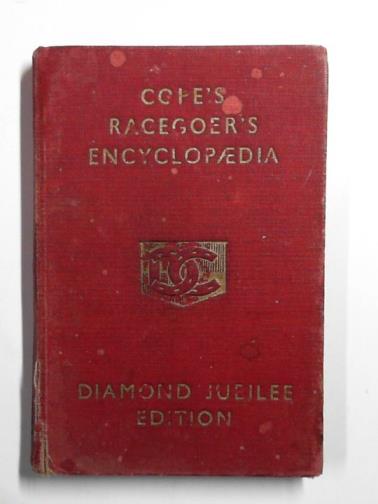 COPE'S
RACEGOER'S
ENCYCLOPÆDIA
DIAMOND JUBILEE
EDITION